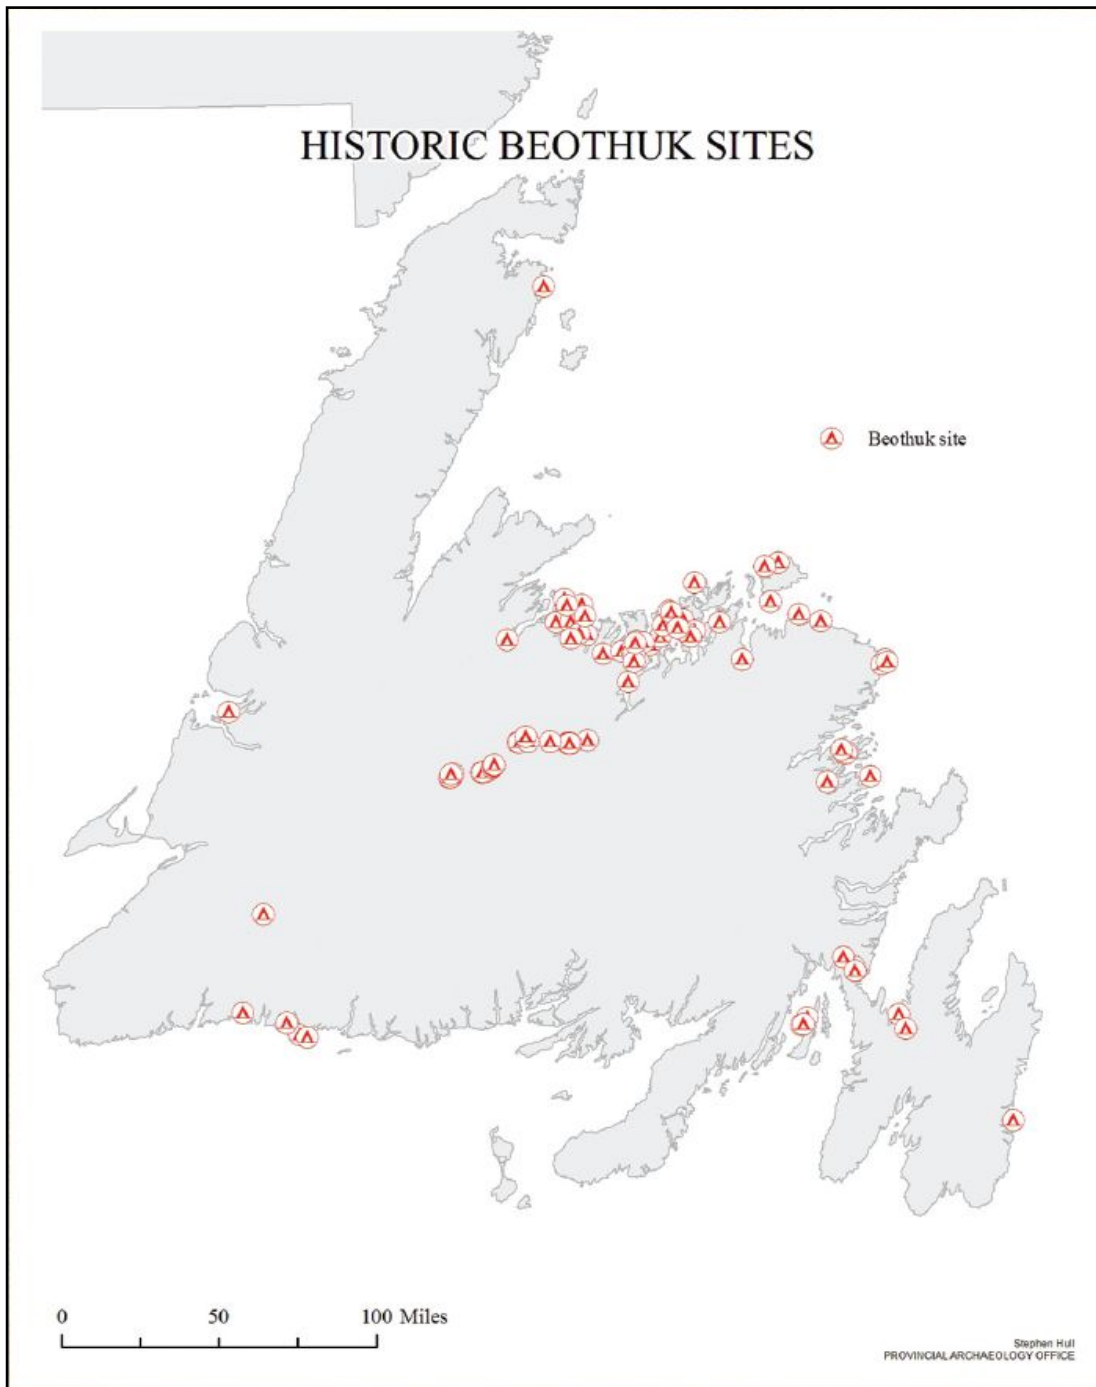 HISTORIC BEOTHUK SITES
Beothuk site
0 50 100 Miles
Stephen Hull
PROVINCIAL ARCHAEOLOGY OFFICE